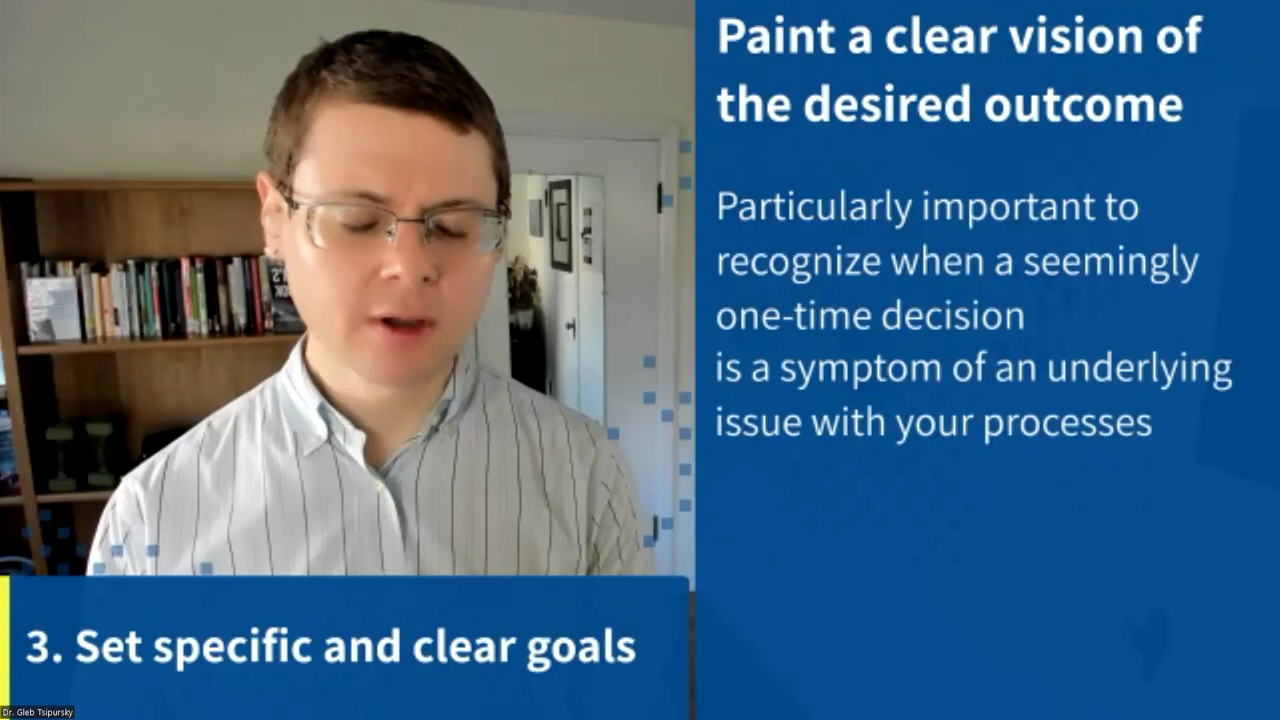 Paint a clear vision of
the desired outcome
Particularly important to
recognize when a seemingly
one-time decision
is a symptom of an underlying
issue with your processes
3. Set specific and clear goals
Dr. Gleb Tsipursky